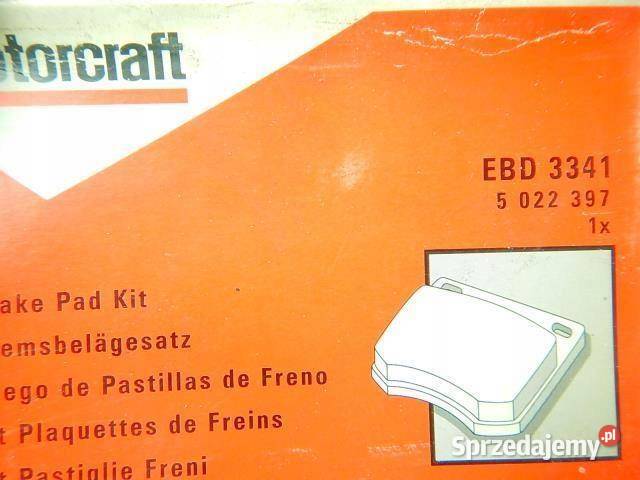 otorcraft
EBD 3341
5 022 397
1x
ake Pad Kit
emsbelägesatz
ego de Pastillas de Freno
t Plaquettes de Freins
t Pastiglie Freni
Sprzedajemy.pl